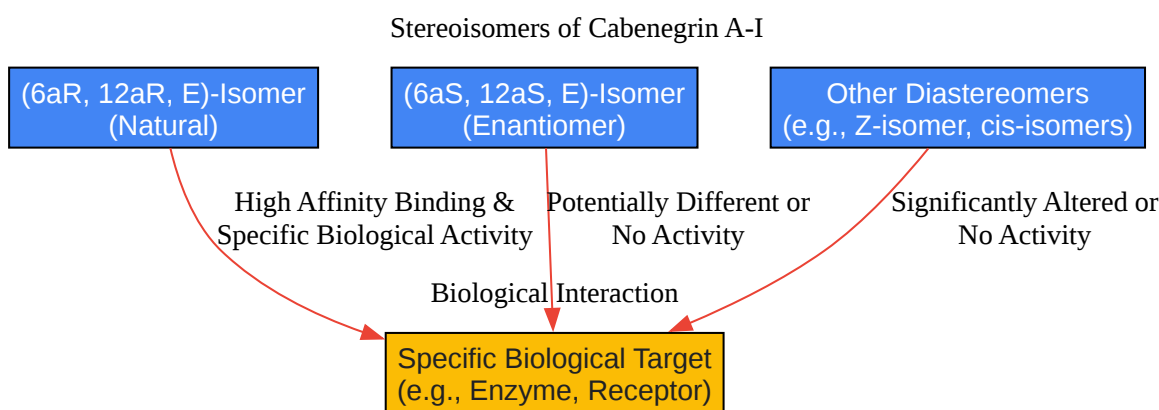 Stereoisomers of Cabenegrin A-I
(6aR, 12aR, E)-Isomer
(Natural)
(6aS, 12aS, E)-Isomer
(Enantiomer)
Other Diastereomers
(e.g., Z-isomer, cis-isomers)
High Affinity Binding &
Specific Biological Activity
Potentially Different or
No Activity
Significantly Altered or
No Activity
Biological Interaction
Specific Biological Target
(e.g., Enzyme, Receptor)